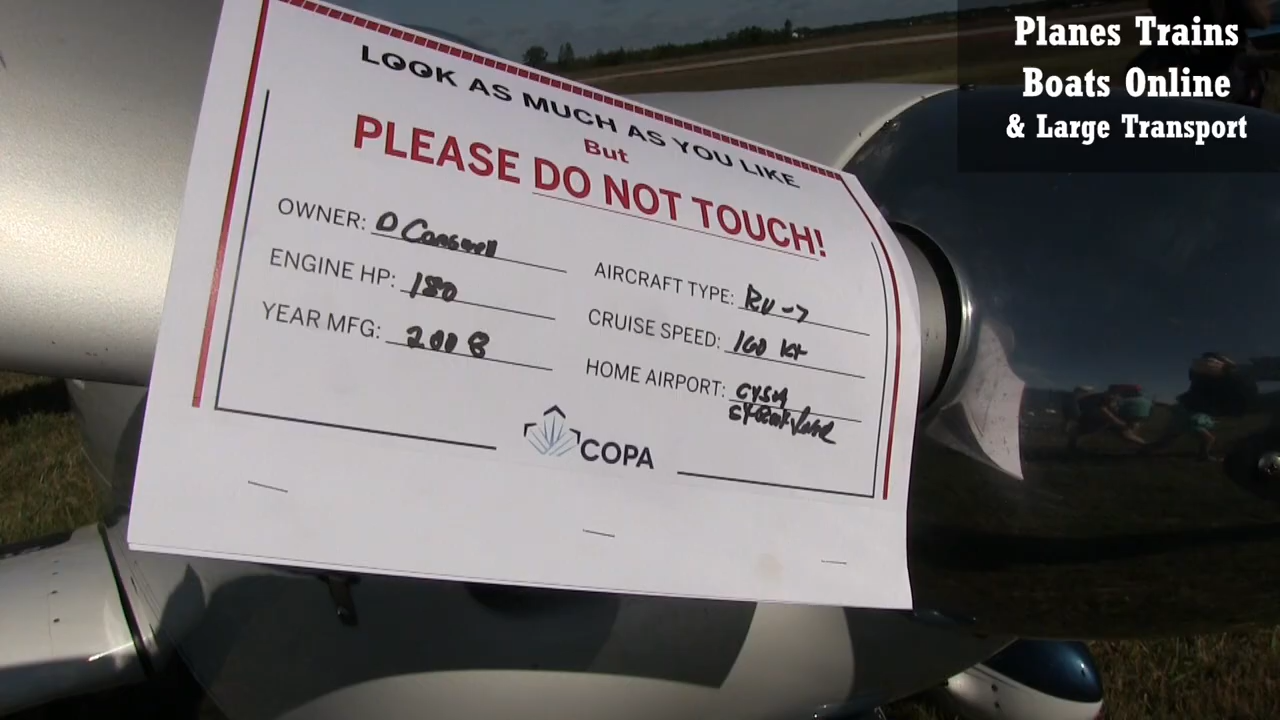 Planes Trains
Boats Online
& Large Transport
LOOK AS MUCH AS YOU LIKE
But
PLEASE DO NOT TOUCH!
OWNER: D
ENGINE HP: 180
YEAR MFG: 2008
AIRCRAFT TYPE: RV-7
CRUISE SPEED: 160 Kt
HOME AIRPORT:
COPA